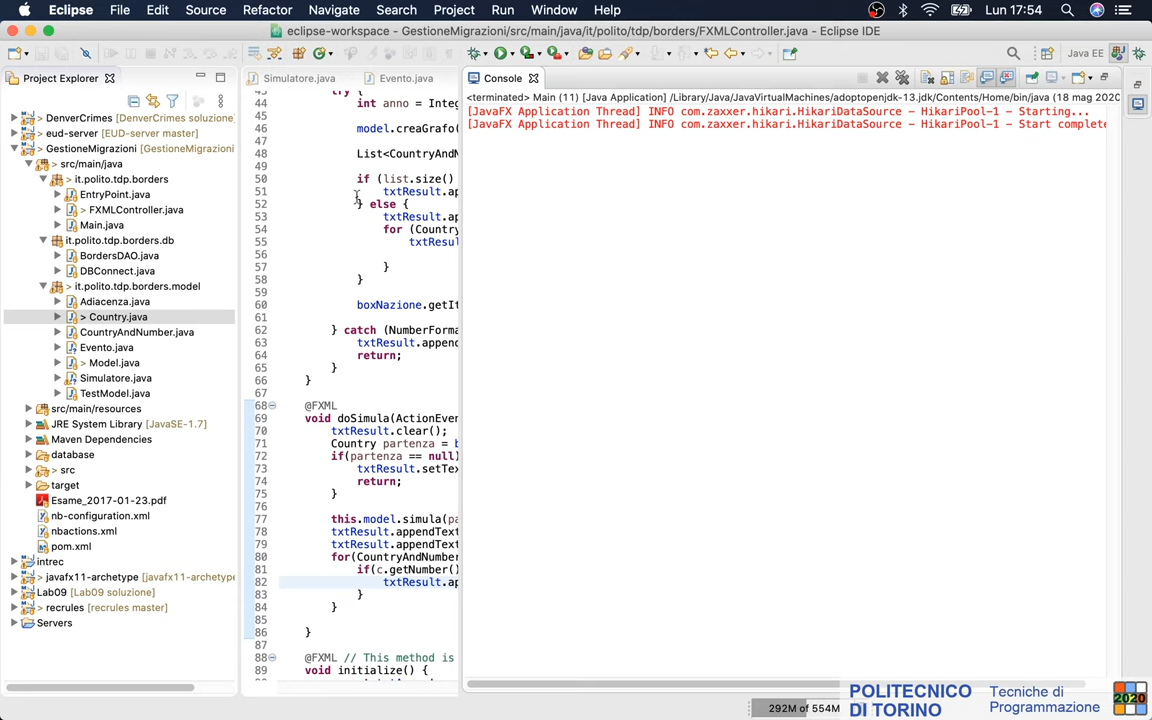 Eclipse File Edit Source Refactor Navigate Search Project Run Window Help Lun 17:54
eclipse-workspace - GestioneMigrazioni/src/main/java/it/polito/tdp/borders/FXMLController.java - Eclipse IDE
Java EE
Project Explorer
DenverCrimes [DenverCrimes soluzione]
eud-server [EUD-server master]
> GestioneMigrazioni [GestioneMigrazioni
> src/main/java
> it.polito.tdp.borders
EntryPoint.java
> FXMLController.java
Main.java
it.polito.tdp.borders.db
BordersDAO.java
DBConnect.java
> it.polito.tdp.borders.model
Adiacenza.java
> Country.java
CountryAndNumber.java
Evento.java
> Model.java
Simulatore.java
TestModel.java
src/main/resources
JRE System Library [JavaSE-1.7]
Maven Dependencies
database
> src
target
Esame_2017-01-23.pdf
nb-configuration.xml
nbactions.xml
pom.xml
intrec
> javafx11-archetype [javafx11-archetype
Lab09 [Lab09 soluzione]
> recrules [recrules master]
Servers
Simulatore.java Evento.java
43 try {
44 int anno = Integ
45
46 model.creaGrafo(
47
48 List<CountryAndN
49
50 if (list.size()
51 txtResult.ap
52 } else {
53 txtResult.ap
54 for (Country
55 txtResul
56
57 }
58 }
59
60 boxNazione.getIt
61
62 } catch (NumberForma
63 txtResult.append
64 return;
65 }
66 }
67
68 @FXML
69 void doSimula(ActionEven
70 txtResult.clear();
71 Country partenza = b
72 if(partenza == null)
73 txtResult.setTex
74 return;
75 }
76
77 this.model.simula(pa
78 txtResult.appendText
79 txtResult.appendText
80 for(CountryAndNumber
81 if(c.getNumber()
82 txtResult.ap
83 }
84 }
85
86 }
87
88 @FXML // This method is
89 void initialize() {
Console
<terminated> Main (11) [Java Application] /Library/Java/JavaVirtualMachines/adoptopenjdk-13.jdk/Contents/Home/bin/java (18 mag 2020
[JavaFX Application Thread] INFO com.zaxxer.hikari.HikariDataSource - HikariPool-1 - Starting...
[JavaFX Application Thread] INFO com.zaxxer.hikari.HikariDataSource - HikariPool-1 - Start complete
292M of 554M
POLITECNICO
DI TORINO
Tecniche di
Programmazione
2020